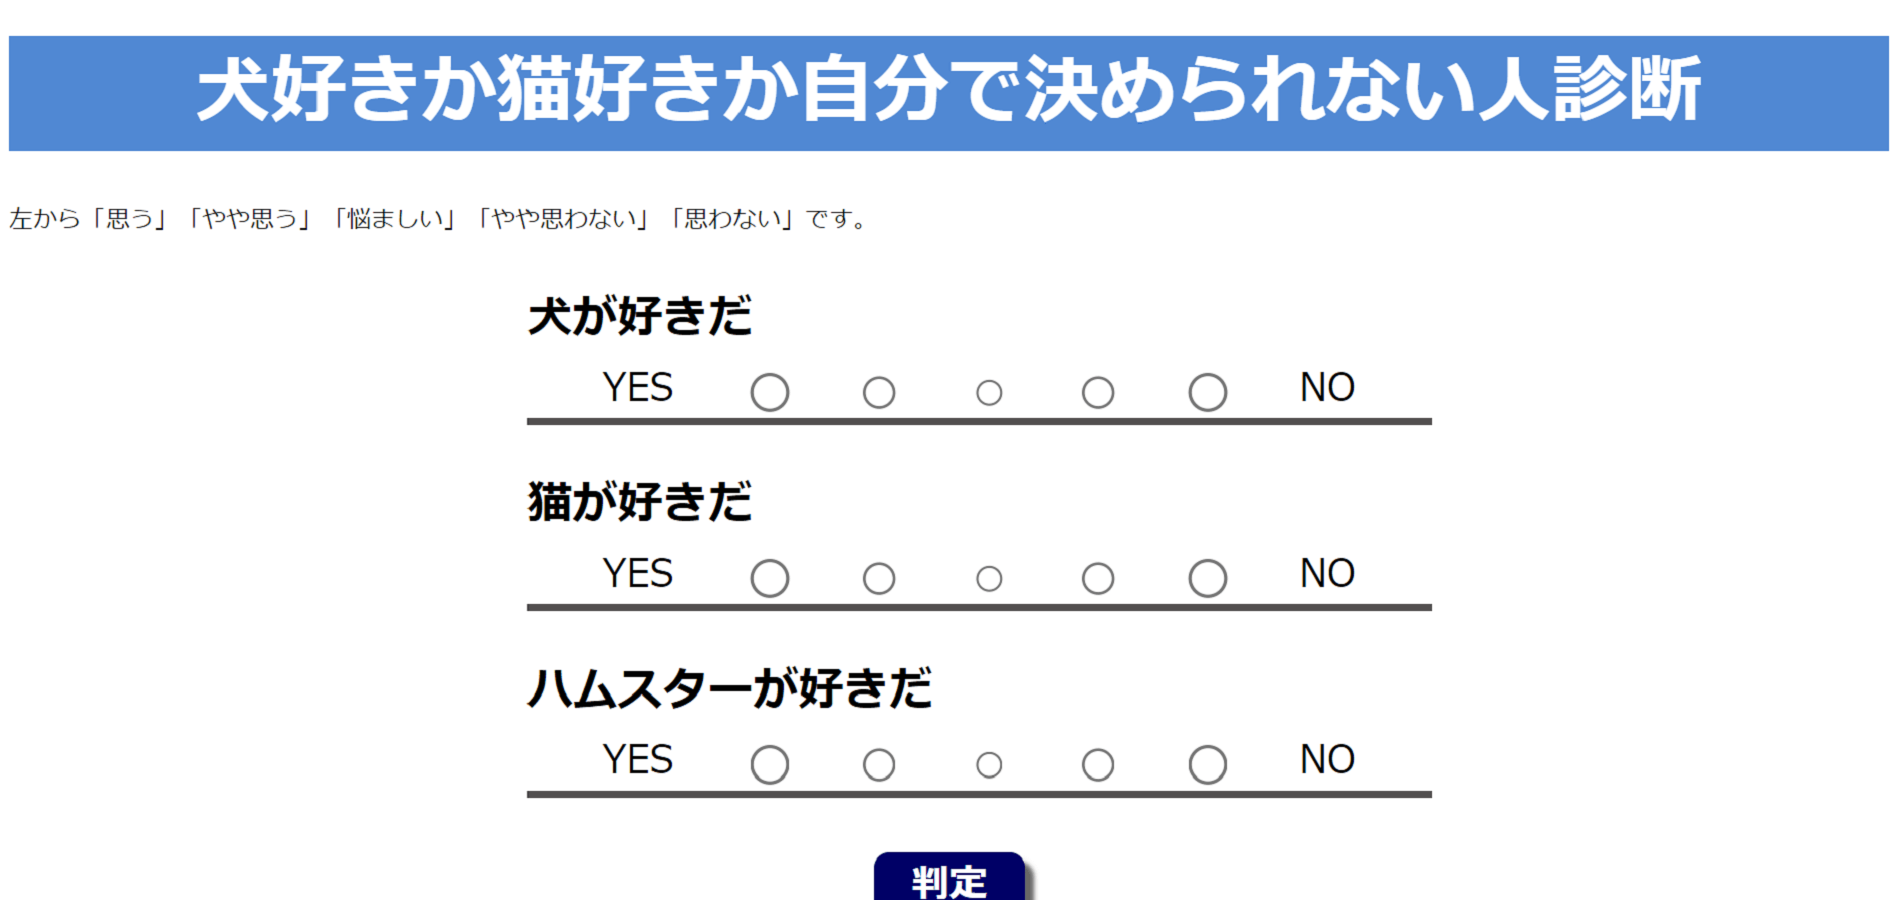 犬好きか猫好きか自分で決められない人診断
左から「思う」「やや思う」「悩ましい」「やや思わない」「思わない」です。
犬が好きだ
YES NO
猫が好きだ
YES NO
ハムスターが好きだ
YES NO
判定